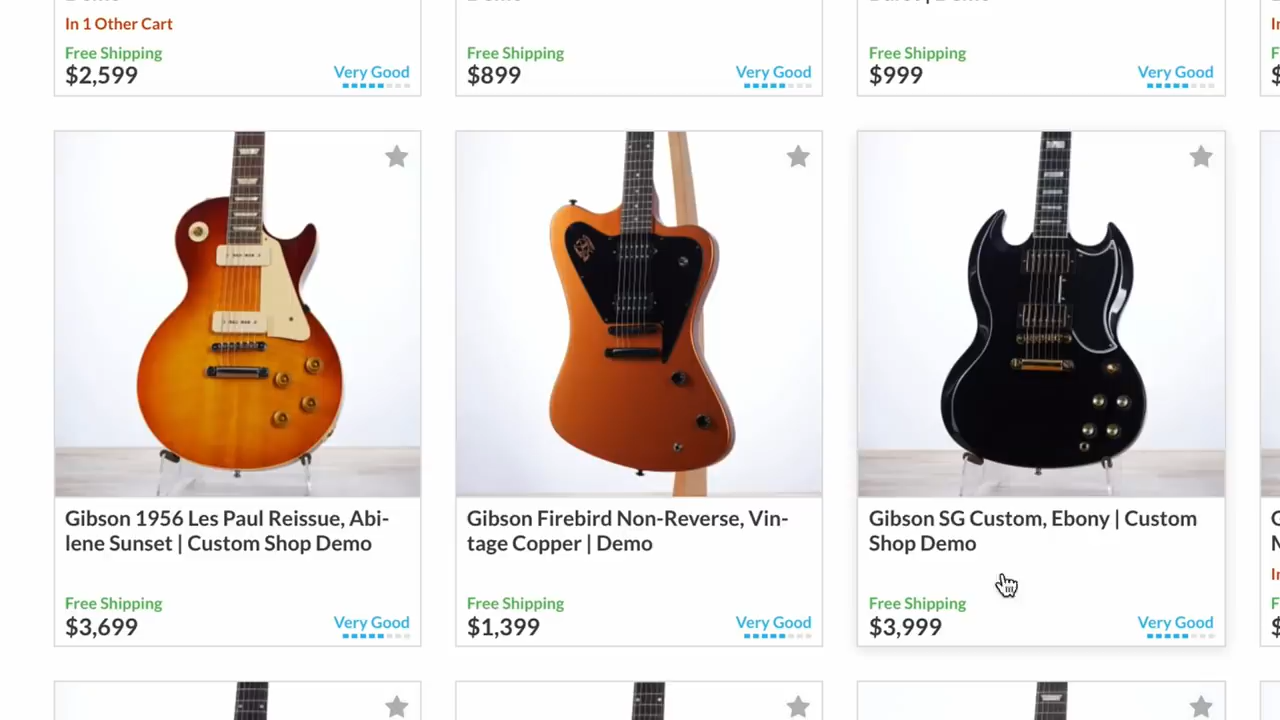 In 1 Other Cart
Free Shipping
$2,599
Very Good
Free Shipping
$899
Very Good
Free Shipping
$999
Very Good
Gibson 1956 Les Paul Reissue, Abi-
lene Sunset | Custom Shop Demo
Free Shipping
$3,699
Very Good
Gibson Firebird Non-Reverse, Vin-
tage Copper | Demo
Free Shipping
$1,399
Very Good
Gibson SG Custom, Ebony | Custom
Shop Demo
Free Shipping
$3,999
Very Good